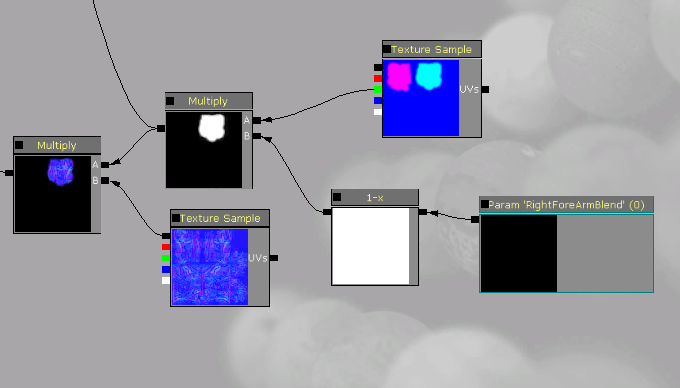 Texture Sample
UVs
Multiply
A
B
Multiply
A
B
1-x
Param 'RightForeArmBlend' (0)
Texture Sample
UVs